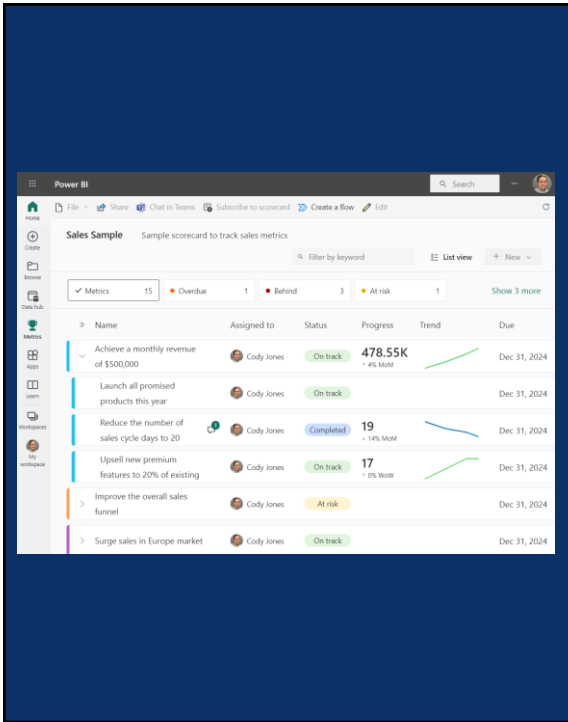 Power BI
Search
Home
File Share Chat in Teams Subscribe to scorecard Create a flow Edit
Create
Sales Sample Sample scorecard to track sales metrics
Browse
Filter by keyword List view New
Data hub
Metrics 15 Overdue 1 Behind 3 At risk 1 Show 3 more
Metrics
Name Assigned to Status Progress Trend Due
Apps
Achieve a monthly revenue
of $500,000
Cody Jones On track 478.55K Dec 31, 2024
4% MoM
Learn
Launch all promised
products this year
Cody Jones On track Dec 31, 2024
Workspaces
Reduce the number of
sales cycle days to 20
1
Cody Jones Completed 19 Dec 31, 2024
14% MoM
My
workspace
Upsell new premium
features to 20% of existing
Cody Jones On track 17 Dec 31, 2024
0% WoW
Improve the overall sales
funnel
Cody Jones At risk Dec 31, 2024
Surge sales in Europe market Cody Jones On track Dec 31, 2024